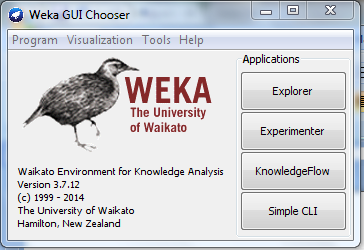 Weka GUI Chooser
Program Visualization Tools Help
WEKA
The University
of Waikato
Waikato Environment for Knowledge Analysis
Version 3.7.12
(c) 1999 - 2014
The University of Waikato
Hamilton, New Zealand
Applications
Explorer
Experimenter
KnowledgeFlow
Simple CLI